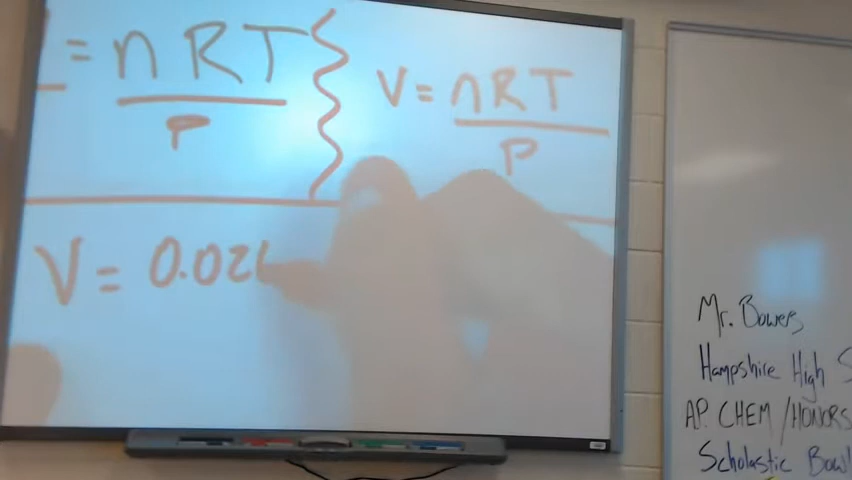 = nRT
P
V = nRT
P
V = 0.02
Mr. Bowers
Hampshire High S
AP. CHEM / HONORS
Scholastic Bowl